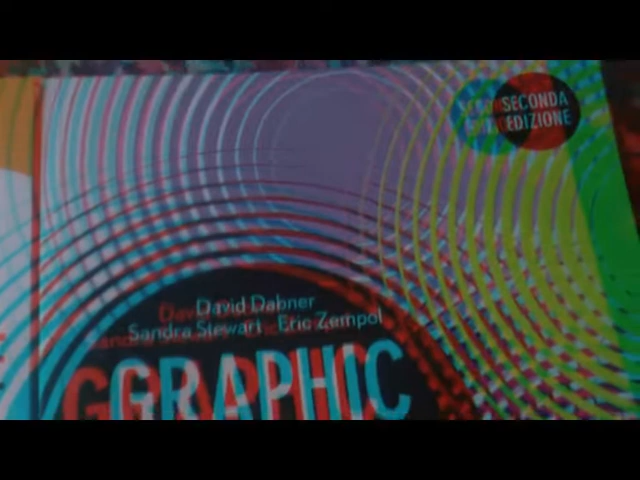 SECONDA
EDIZIONE
David Dabner
Sandra Stewart Eric Zempol
GRAPHIC